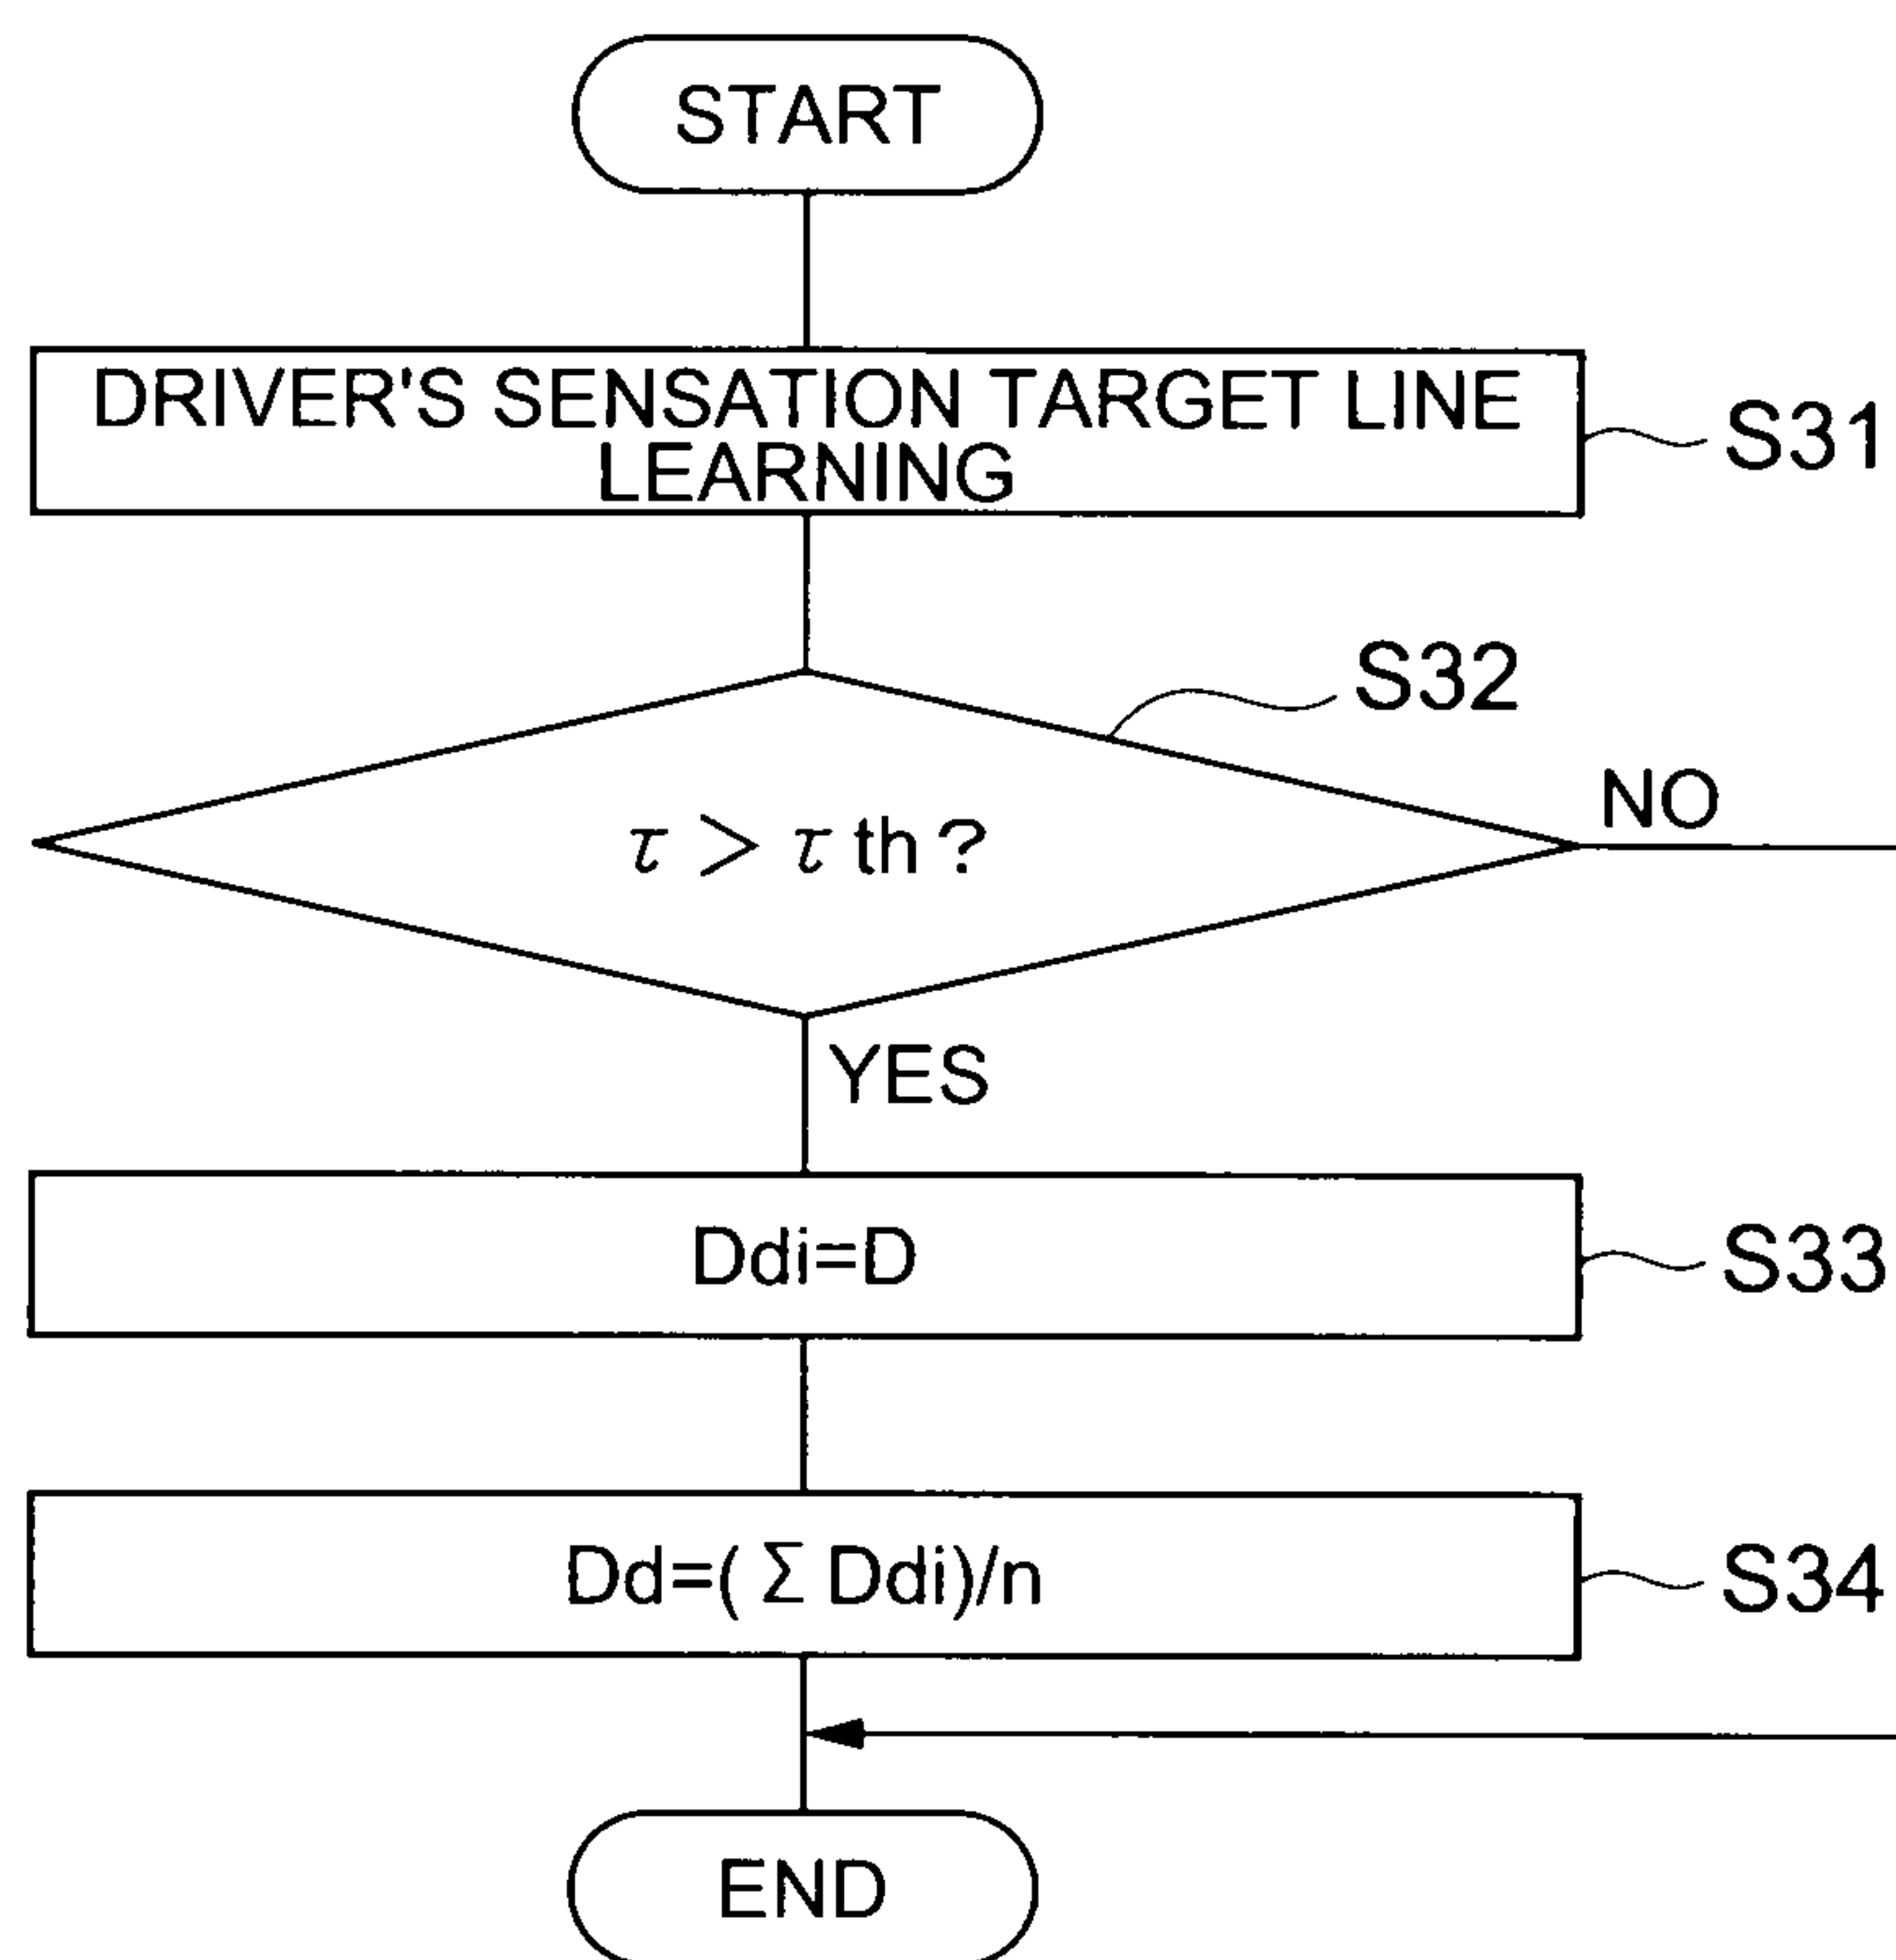 START
DRIVER'S SENSATION TARGET LINE
LEARNING
S31
S32
τ > τ th ?
NO
YES
Ddi=D
S33
Dd=( Σ Ddi)/n
S34
END